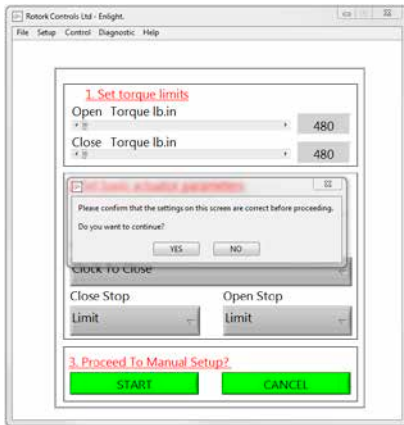 Rotork Controls Ltd - Enlight.
File Setup Control Diagnostic Help
1. Set torque limits
Open Torque lb.in
480
Close Torque lb.in
480
Please confirm that the settings on this screen are correct before proceeding.
Do you want to continue?
YES NO
Clock To Close
Close Stop Open Stop
Limit Limit
3. Proceed To Manual Setup?
START CANCEL